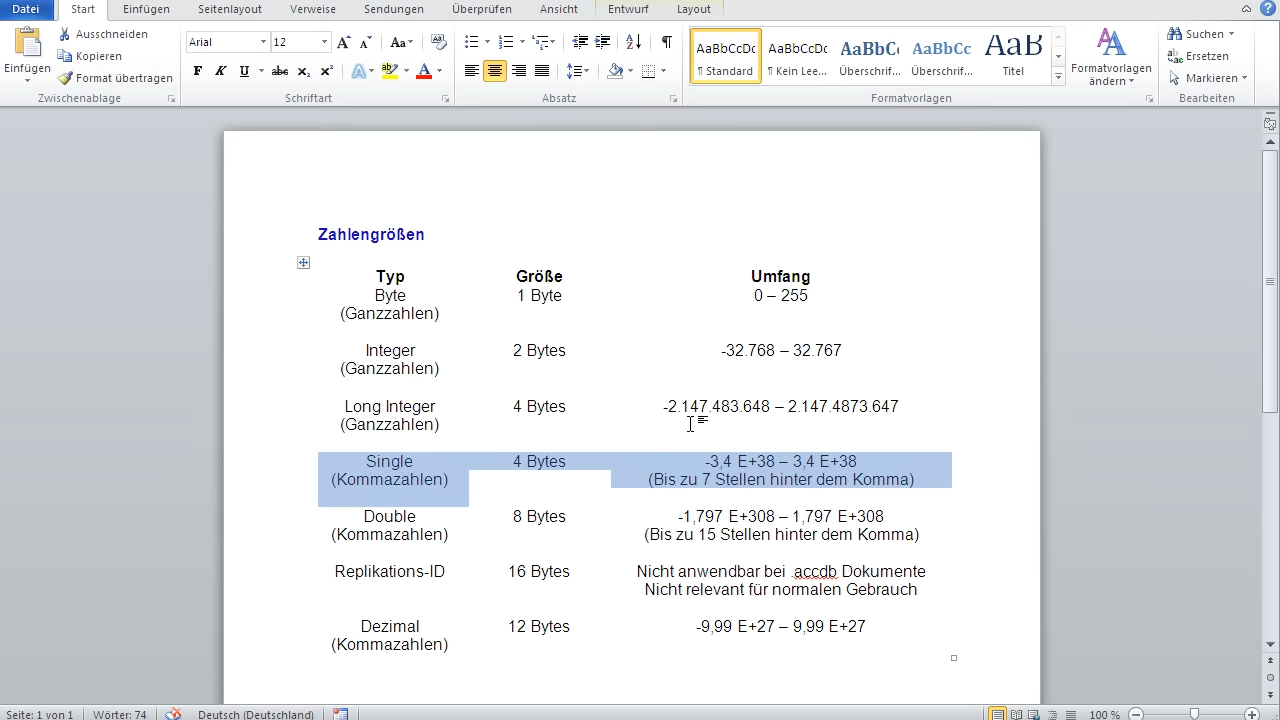 Datei Start Einfügen Seitenlayout Verweise Sendungen Überprüfen Ansicht Entwurf Layout
Einfügen
Ausschneiden
Kopieren
Format übertragen
Zwischenablage
Arial 12
F K U abc x₂ x²
Schriftart
Absatz
AaBbCcDc AaBbCcDc AaBbC AaBbCc AaB
¶ Standard ¶ Kein Lee... Überschrif... Überschrif... Titel
Formatvorlagen
Formatvorlagen
ändern
Suchen
Ersetzen
Markieren
Bearbeiten
Zahlengrößen
Typ Größe Umfang
Byte 1 Byte 0 – 255
(Ganzzahlen)
Integer 2 Bytes -32.768 – 32.767
(Ganzzahlen)
Long Integer 4 Bytes -2.147.483.648 – 2.147.4873.647
(Ganzzahlen)
Single 4 Bytes -3,4 E+38 – 3,4 E+38
(Kommazahlen) (Bis zu 7 Stellen hinter dem Komma)
Double 8 Bytes -1,797 E+308 – 1,797 E+308
(Kommazahlen) (Bis zu 15 Stellen hinter dem Komma)
Replikations-ID 16 Bytes Nicht anwendbar bei .accdb Dokumente
Nicht relevant für normalen Gebrauch
Dezimal 12 Bytes -9,99 E+27 – 9,99 E+27
(Kommazahlen)
Seite: 1 von 1 Wörter: 74 Deutsch (Deutschland) 100 %